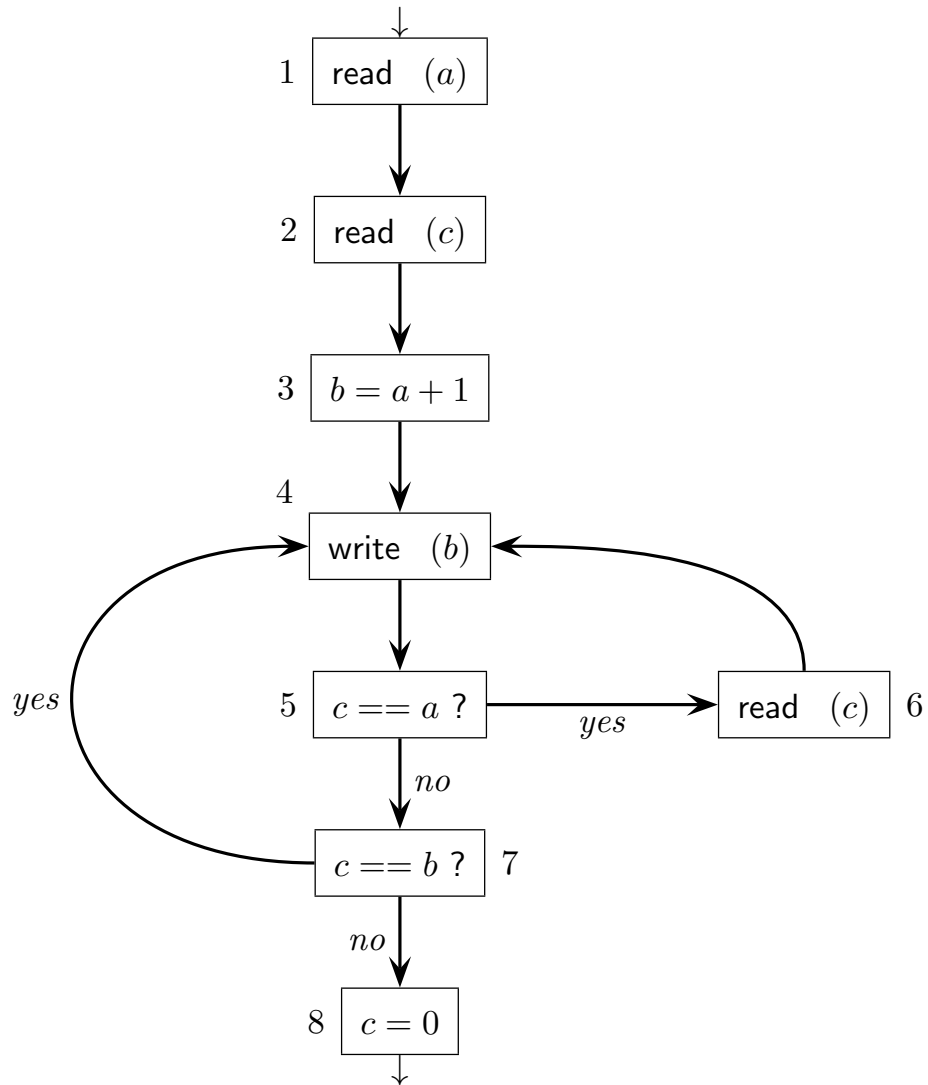 1 read (a)
2 read (c)
3 b = a + 1
4
write (b)
yes
5 c == a ?
yes
read (c) 6
no
c == b ? 7
no
8 c = 0